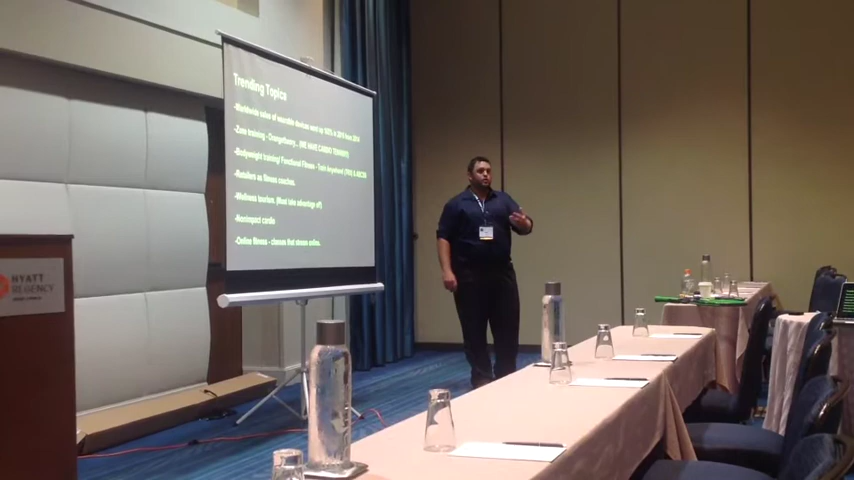 Trending Topics
-Worldwide sales of wearable devices went up
-Zone training - Orangetheory... (WE HAVE CARDIO TENSITY)
-Bodyweight training/ Functional Fitness - Train Anywhere
-Retailers as fitness coaches.
-Wellness tourism. (Must take advantage of)
-Nonimpact cardio
-Online fitness - classes that stream online.
HYATT
REGENCY